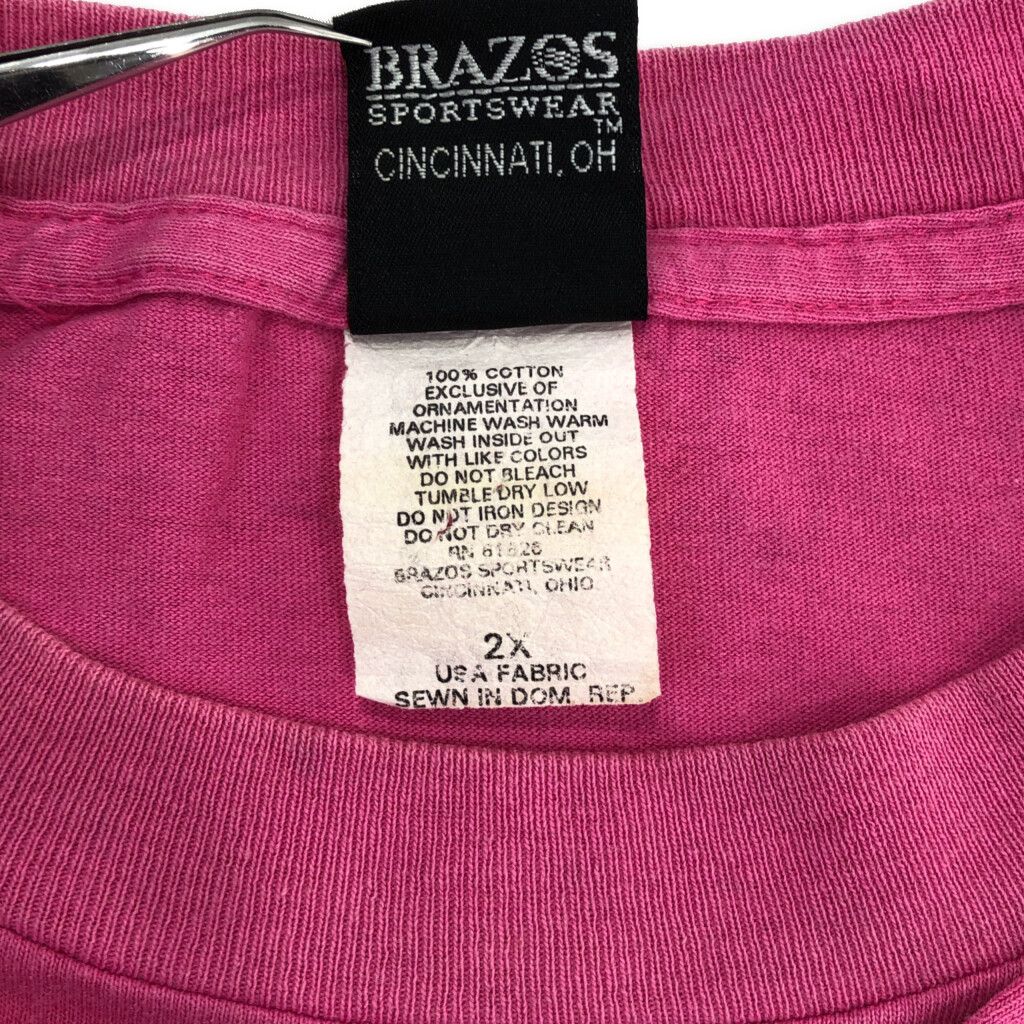 BRAZOS
SPORTSWEAR
TM
CINCINNATI, OH
100% COTTON
EXCLUSIVE OF
ORNAMENTATION
MACHINE WASH WARM
WASH INSIDE OUT
WITH LIKE COLORS
DO NOT BLEACH
TUMBLE DRY LOW
DO NOT IRON DESIGN
DO NOT DRY CLEAN
RN
BRAZOS SPORTSWEAR
CINCINNATI, OHIO
2X
USA FABRIC
SEWN IN DOM. REP.